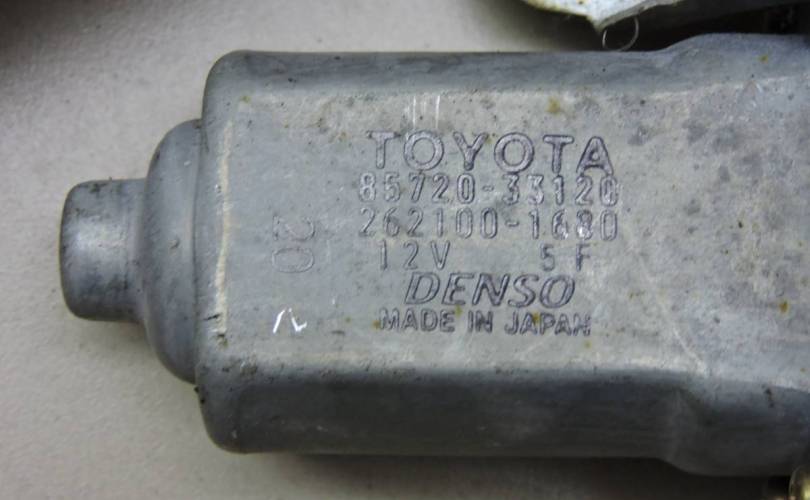 TOYOTA
85720-33120
262100-1680
12V 5F
DENSO
MADE IN JAPAN
20